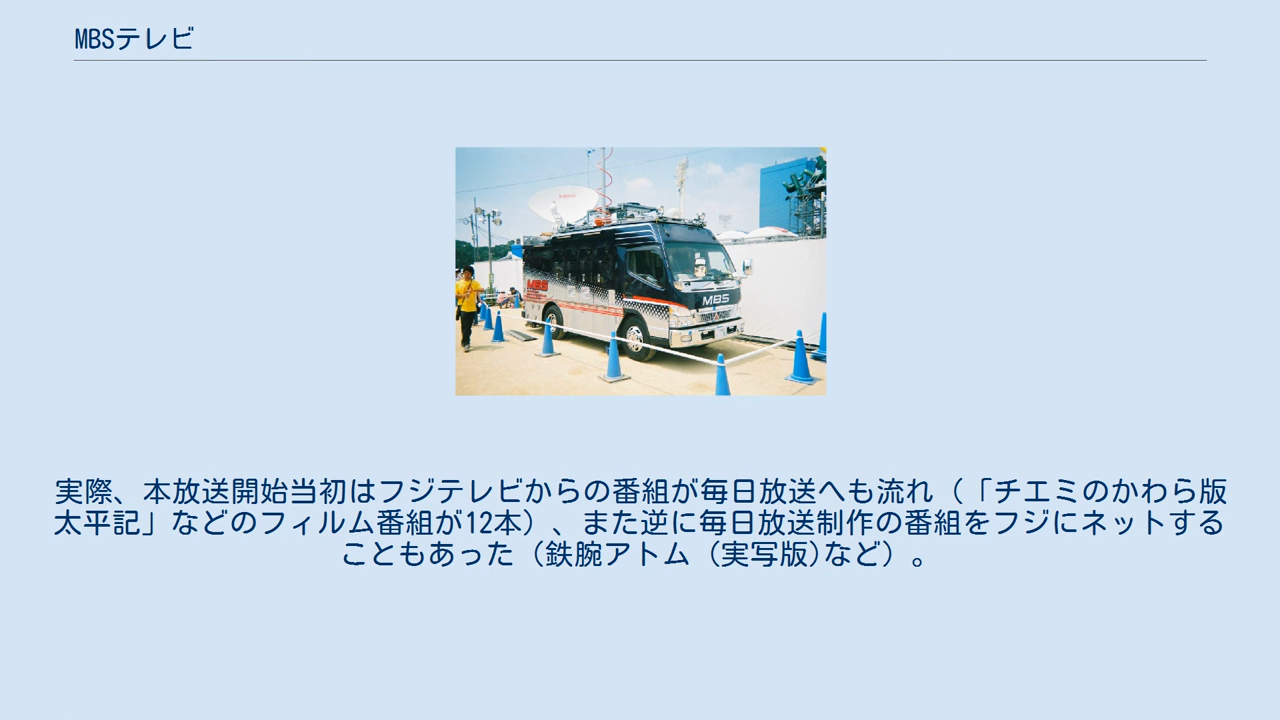 MBSテレビ
MBS
MBS
実際、本放送開始当初はフジテレビからの番組が毎日放送へも流れ（「チエミのかわら版
太平記」などのフィルム番組が12本）、また逆に毎日放送制作の番組をフジにネットする
こともあった（鉄腕アトム (実写版)など）。